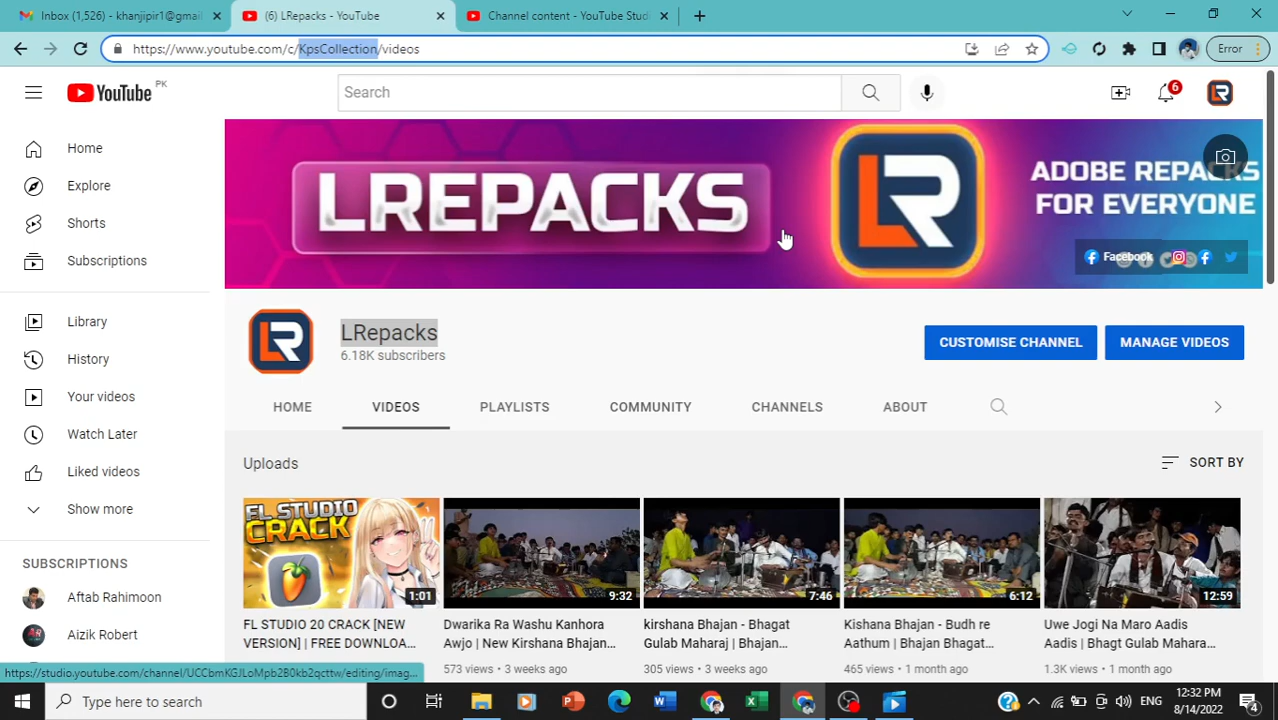 Inbox (1,526) - khanjipir1@gmail
(6) LRepacks - YouTube
Channel content - YouTube Stud
https://www.youtube.com/c/KpsCollection/videos
Error
YouTube PK
Search
6
LR
Home
Explore
Shorts
Subscriptions
Library
History
Your videos
Watch Later
Liked videos
Show more
SUBSCRIPTIONS
Aftab Rahimoon
Aizik Robert
LREPACKS
LR
ADOBE REPACKS
FOR EVERYONE
Facebook
LR
LRepacks
6.18K subscribers
CUSTOMISE CHANNEL
MANAGE VIDEOS
HOME
VIDEOS
PLAYLISTS
COMMUNITY
CHANNELS
ABOUT
Uploads
SORT BY
FL STUDIO
CRACK
1:01
9:32
7:46
6:12
12:59
FL STUDIO 20 CRACK [NEW
VERSION] | FREE DOWNLOA...
Dwarika Ra Washu Kanhora
Awjo | New Kirshana Bhajan...
573 views • 3 weeks ago
kirshana Bhajan - Bhagat
Gulab Maharaj | Bhajan...
305 views • 3 weeks ago
Kishana Bhajan - Budh re
Aathum | Bhajan Bhagat...
465 views • 1 month ago
Uwe Jogi Na Maro Aadis
Aadis | Bhagt Gulab Mahara...
1.3K views • 1 month ago
https://studio.youtube.com/channel/UCCbmKGJLoMpb2B0kb2qcttw/editing/imag...
Type here to search
ENG
12:32 PM
8/14/2022
4